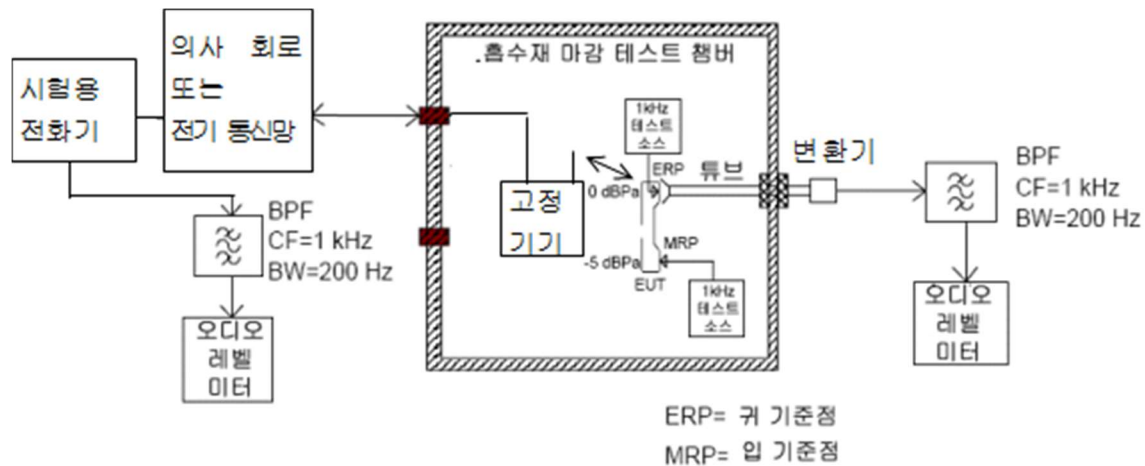 시험용
전화기
의사 회로
또는
전기 통신망
BPF
CF=1 kHz
BW=200 Hz
오디오
레벨
미터
.흡수재 마감 테스트 챔버
1kHz
테스트
소스
ERP
튜브
0 dBPa
고정
기기
MRP
-5 dBPa
EUT
1kHz
테스트
소스
변환기
BPF
CF=1 kHz
BW=200 Hz
오디오
레벨
미터
ERP= 귀 기준점
MRP= 입 기준점